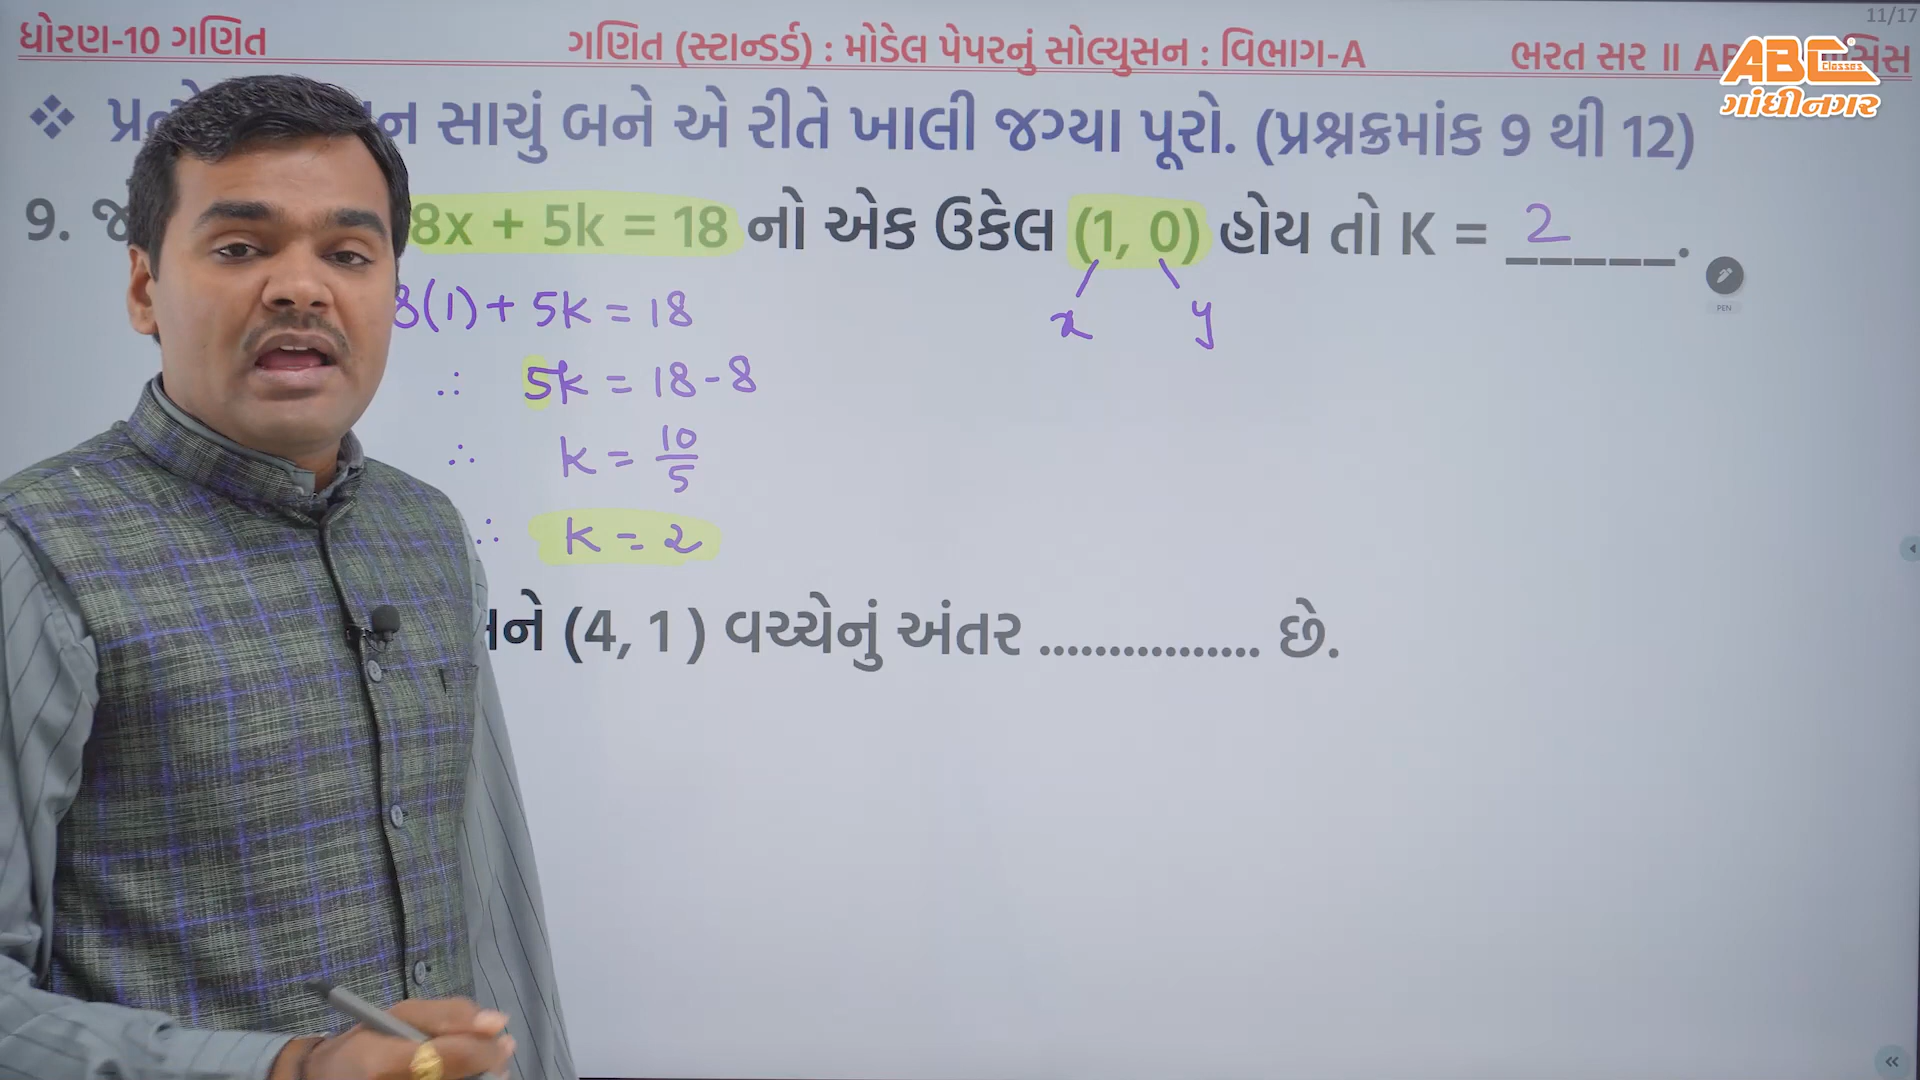 11/17
ધોરણ-10 ગણિત
ગણિત (સ્ટાન્ડર્ડ) : મોડેલ પેપરનું સોલ્યુસન : વિભાગ-A
ભરત સર ॥
ABC Classes
ગાંધીનગર
❖ સાચું બને એ રીતે ખાલી જગ્યા પૂરો. (પ્રશ્નક્રમાંક 9 થી 12)
9. 8x + 5k = 18 નો એક ઉકેલ (1, 0) હોય તો K = __2___.
x y
PEN
8(1) + 5k = 18
∴ 5k = 18 - 8
∴ k = 10/5
∴ k = 2
(4, 1 ) વચ્ચેનું અંતર ................ છે.